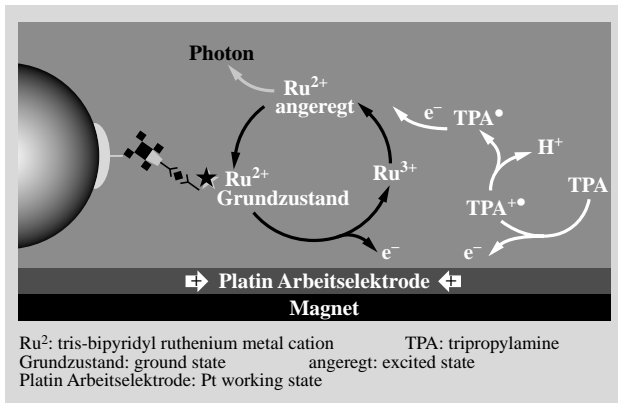 Photon
Ru²⁺
angeregt
e⁻
TPA•
H⁺
Ru²⁺
Grundzustand
Ru³⁺
TPA
TPA⁺•
e⁻
e⁻
+ Platin Arbeitselektrode +
Magnet
Ru²: tris-bipyridyl ruthenium metal cation TPA: tripropylamine
Grundzustand: ground state angeregt: excited state
Platin Arbeitselektrode: Pt working state